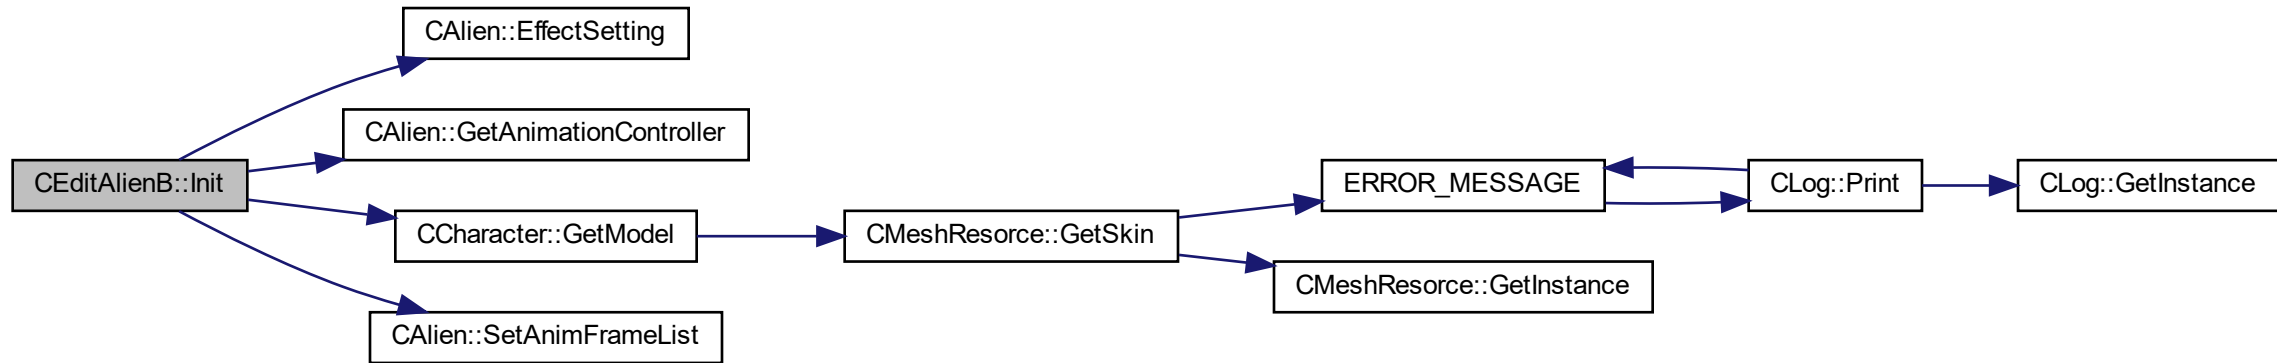 CAlien::EffectSetting
CAlien::GetAnimationController
CEditAlienB::Init
ERROR_MESSAGE
CLog::Print
CLog::GetInstance
CCharacter::GetModel
CMeshResorce::GetSkin
CMeshResorce::GetInstance
CAlien::SetAnimFrameList